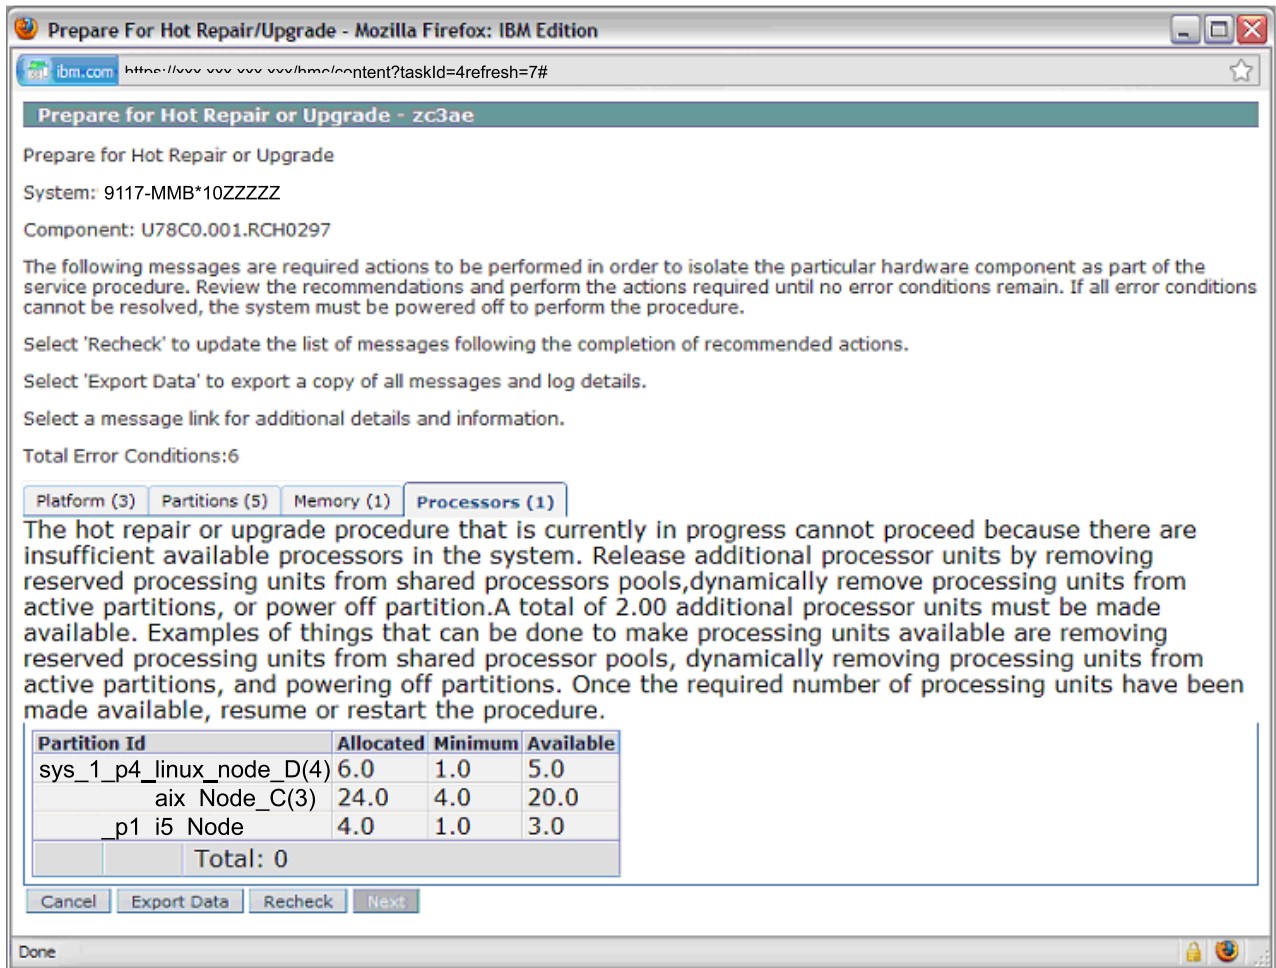 Prepare For Hot Repair/Upgrade - Mozilla Firefox: IBM Edition
ibm.com https://xxx.xxx.xxx.xxx/hmc/content?taskId=4refresh=7#
Prepare for Hot Repair or Upgrade - zc3ae
Prepare for Hot Repair or Upgrade
System: 9117-MMB*10ZZZZZ
Component: U78C0.001.RCH0297
The following messages are required actions to be performed in order to isolate the particular hardware component as part of the
service procedure. Review the recommendations and perform the actions required until no error conditions remain. If all error conditions
cannot be resolved, the system must be powered off to perform the procedure.
Select 'Recheck' to update the list of messages following the completion of recommended actions.
Select 'Export Data' to export a copy of all messages and log details.
Select a message link for additional details and information.
Total Error Conditions:6
Platform (3) Partitions (5) Memory (1) Processors (1)
The hot repair or upgrade procedure that is currently in progress cannot proceed because there are
insufficient available processors in the system. Release additional processor units by removing
reserved processing units from shared processors pools,dynamically remove processing units from
active partitions, or power off partition.A total of 2.00 additional processor units must be made
available. Examples of things that can be done to make processing units available are removing
reserved processing units from shared processor pools, dynamically removing processing units from
active partitions, and powering off partitions. Once the required number of processing units have been
made available, resume or restart the procedure.
Partition Id Allocated Minimum Available
sys_1_p4_linux_node_D(4) 6.0 1.0 5.0
aix Node_C(3) 24.0 4.0 20.0
_p1 i5 Node 4.0 1.0 3.0
Total: 0
Cancel Export Data Recheck Next
Done